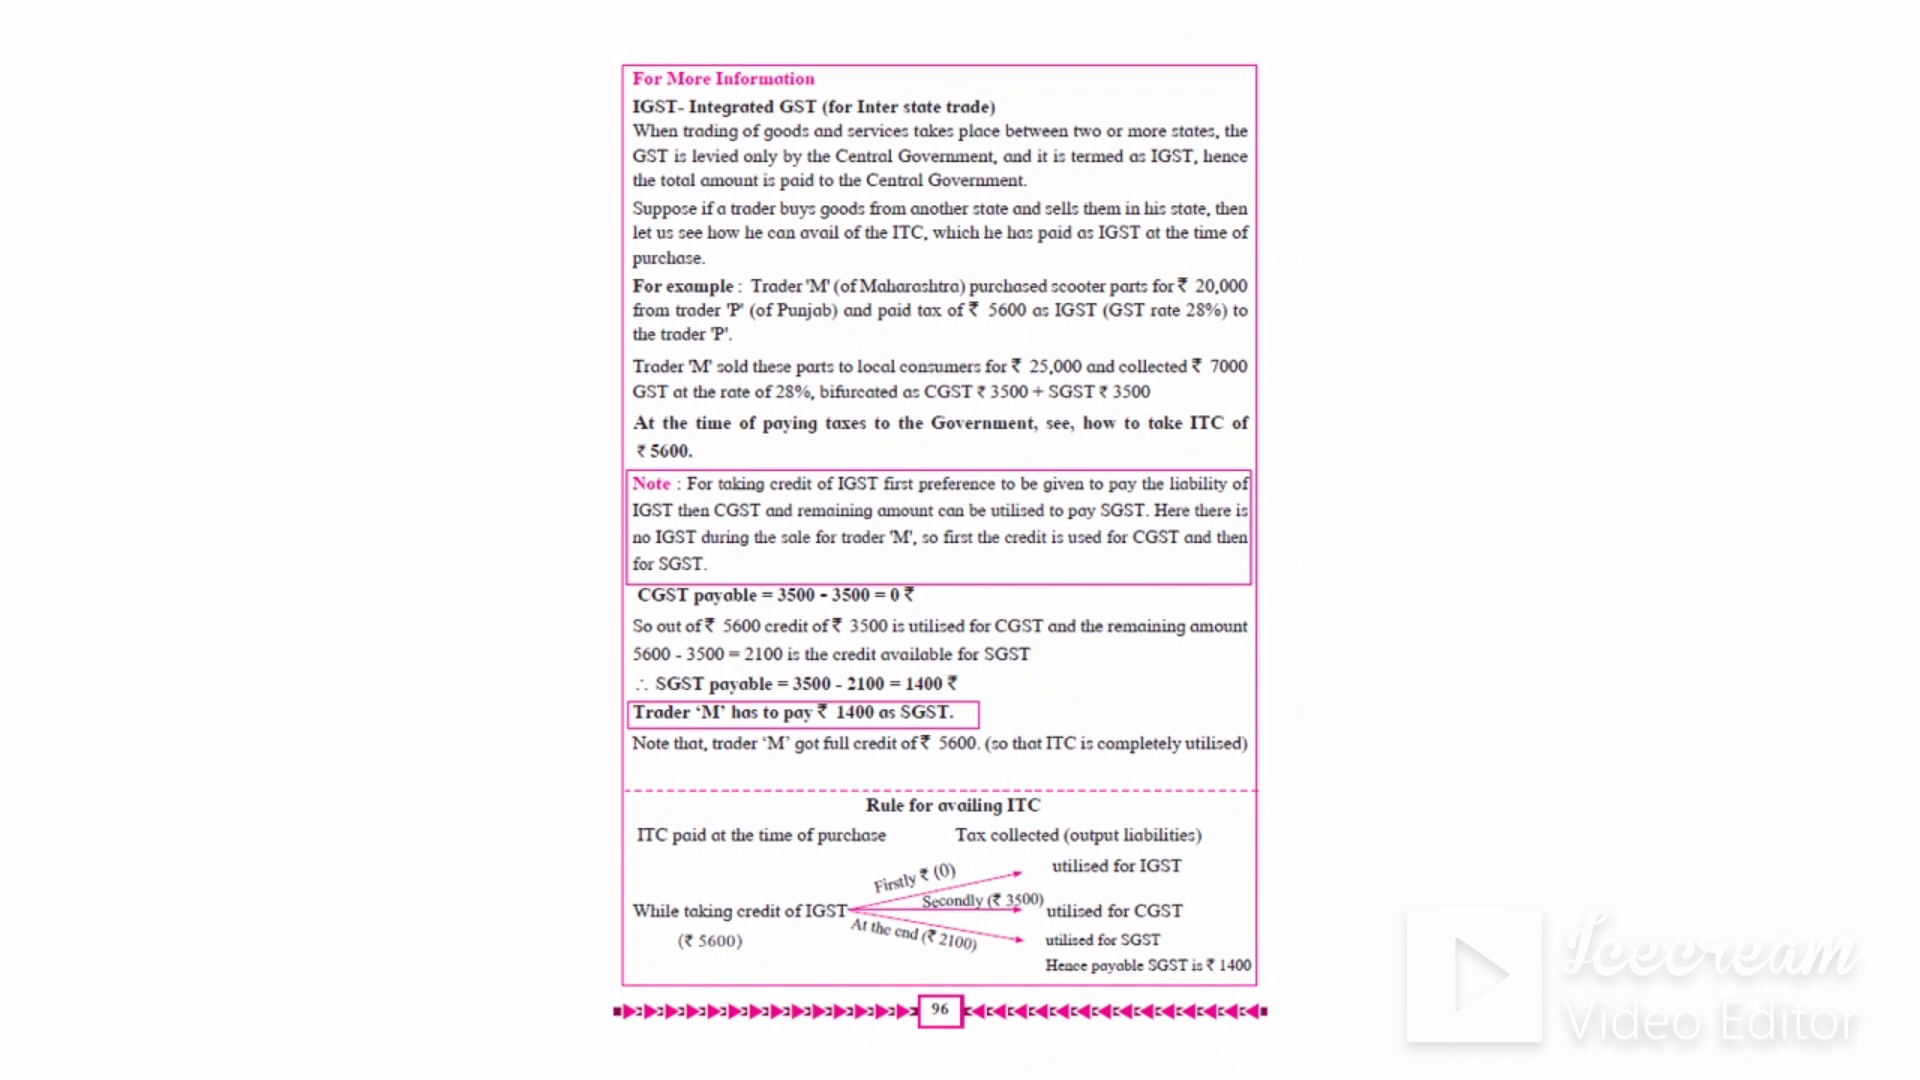 For More Information
IGST- Integrated GST (for Inter state trade)
When trading of goods and services takes place between two or more states, the
GST is levied only by the Central Government, and it is termed as IGST, hence
the total amount is paid to the Central Government.
Suppose if a trader buys goods from another state and sells them in his state, then
let us see how he can avail of the ITC, which he has paid as IGST at the time of
purchase.
For example : Trader 'M' (of Maharashtra) purchased scooter parts for ₹ 20,000
from trader 'P' (of Punjab) and paid tax of ₹ 5600 as IGST (GST rate 28%) to
the trader 'P'.
Trader 'M' sold these parts to local consumers for ₹ 25,000 and collected ₹ 7000
GST at the rate of 28%, bifurcated as CGST ₹ 3500 + SGST ₹ 3500
At the time of paying taxes to the Government, see, how to take ITC of
₹ 5600.
Note : For taking credit of IGST first preference to be given to pay the liability of
IGST then CGST and remaining amount can be utilised to pay SGST. Here there is
no IGST during the sale for trader 'M', so first the credit is used for CGST and then
for SGST.
CGST payable = 3500 - 3500 = 0 ₹
So out of ₹ 5600 credit of ₹ 3500 is utilised for CGST and the remaining amount
5600 - 3500 = 2100 is the credit available for SGST
∴ SGST payable = 3500 - 2100 = 1400 ₹
Trader ‘M’ has to pay ₹ 1400 as SGST.
Note that, trader ‘M’ got full credit of ₹ 5600. (so that ITC is completely utilised)
Rule for availing ITC
ITC paid at the time of purchase Tax collected (output liabilities)
Firstly ₹ (0) utilised for IGST
While taking credit of IGST Secondly (₹ 3500) utilised for CGST
(₹ 5600) At the end (₹ 2100) utilised for SGST
Hence payable SGST is ₹ 1400
96
Icecream
Video Editor